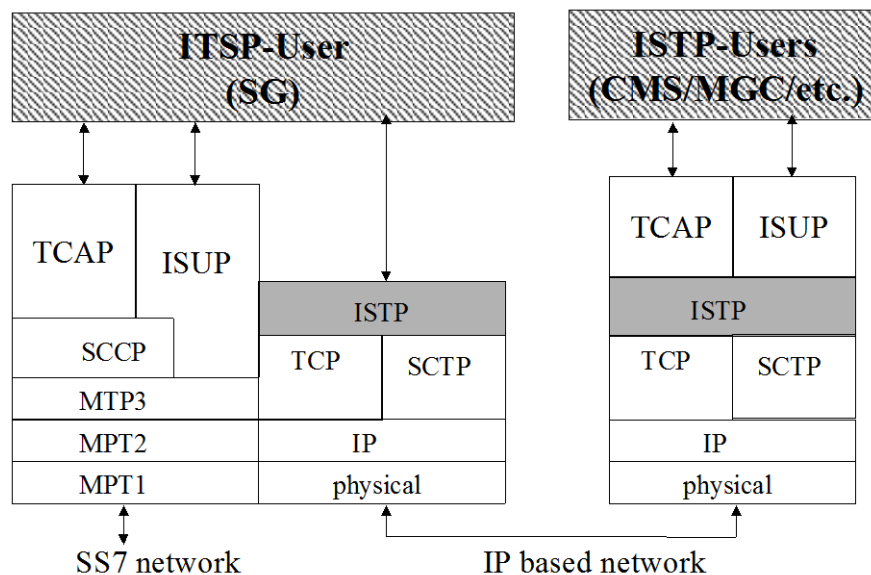 ITSP-User
(SG)
ISTP-Users
(CMS/MGC/etc.)
TCAP
ISUP
SCCP
MTP3
MPT2
MPT1
ISTP
TCP
SCTP
IP
physical
TCAP
ISUP
ISTP
TCP
SCTP
IP
physical
SS7 network
IP based network